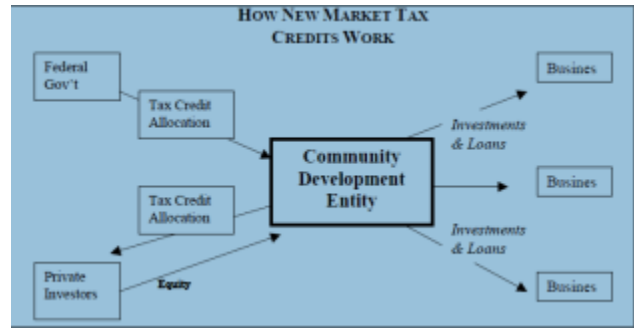 HOW NEW MARKET TAX
CREDITS WORK
Federal
Gov't
Tax Credit
Allocation
Busines
Investments
& Loans
Community
Development
Entity
Busines
Tax Credit
Allocation
Investments
& Loans
Private
Investors
Equity
Busines